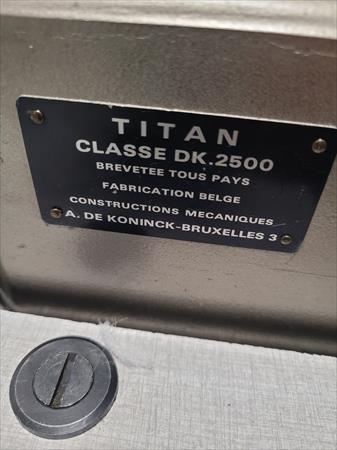 TITAN
CLASSE DK.2500
BREVETEE TOUS PAYS
FABRICATION BELGE
CONSTRUCTIONS MECANIQUES
A. DE KONINCK-BRUXELLES 3